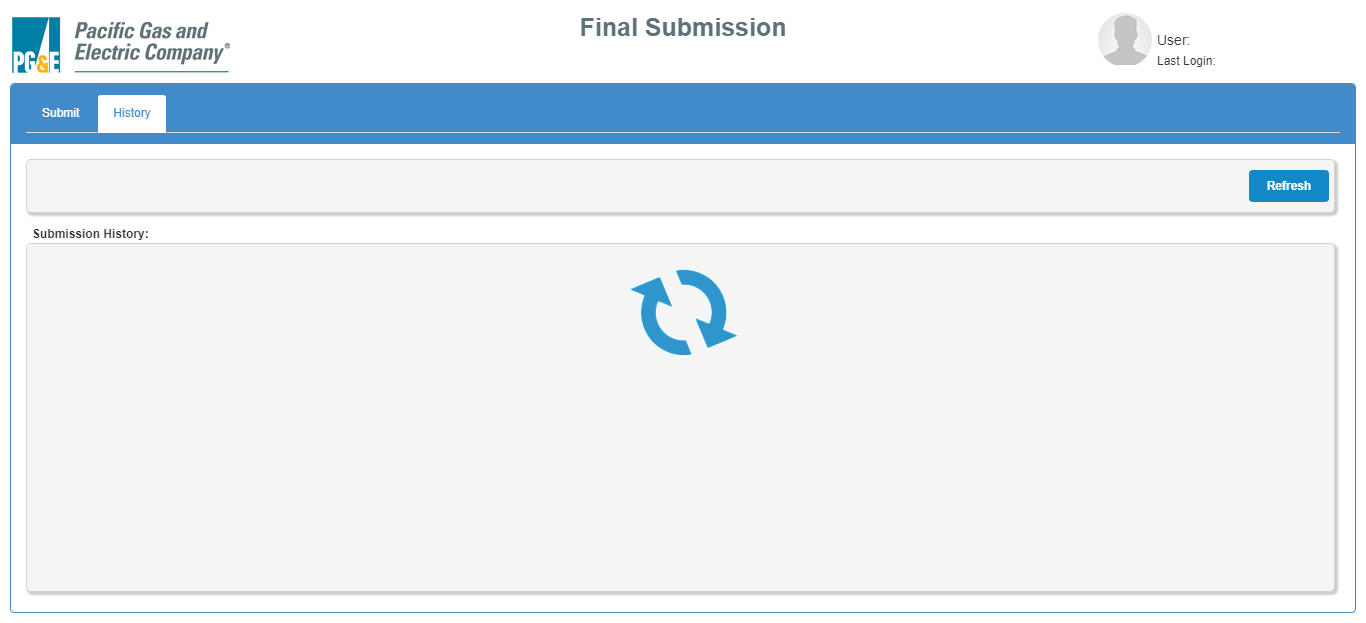 PG&E
Pacific Gas and
Electric Company®
Final Submission
User:
Last Login:
Submit
History
Refresh
Submission History: